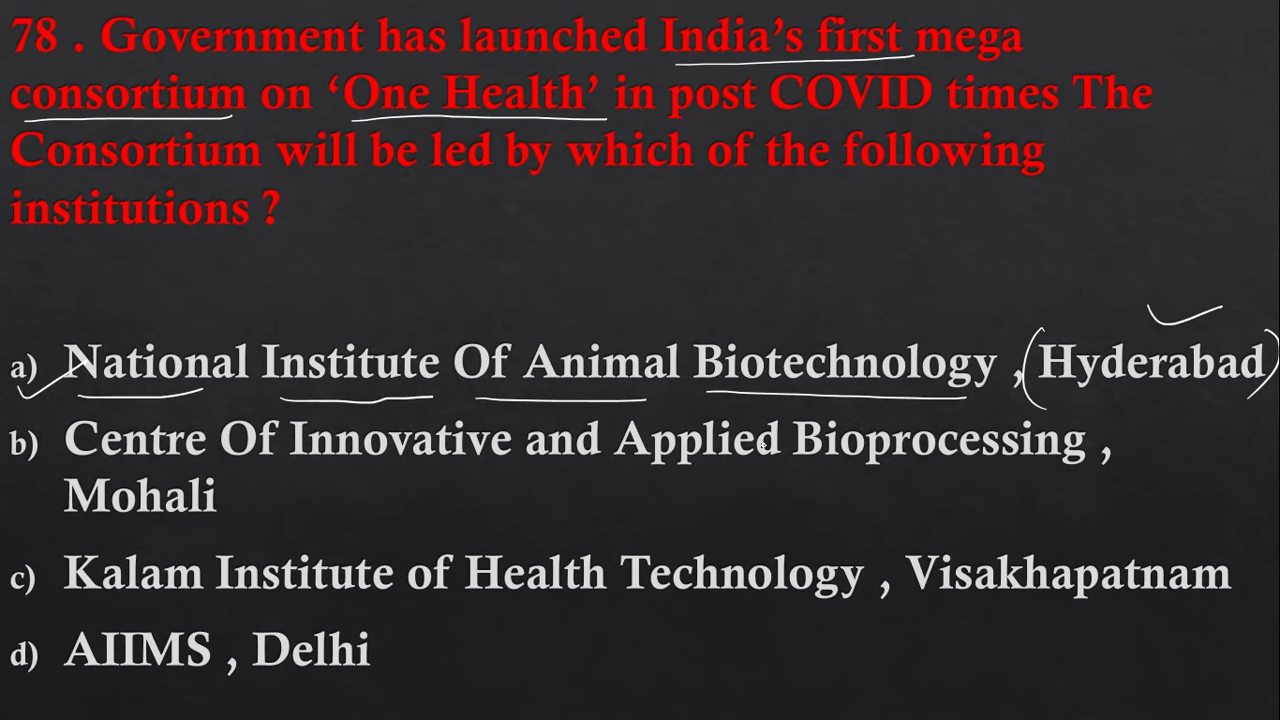 78 . Government has launched India’s first mega
consortium on ‘One Health’ in post COVID times The
Consortium will be led by which of the following
institutions ?
a) National Institute Of Animal Biotechnology , (Hyderabad)
b) Centre Of Innovative and Applied Bioprocessing ,
Mohali
c) Kalam Institute of Health Technology , Visakhapatnam
d) AIIMS , Delhi